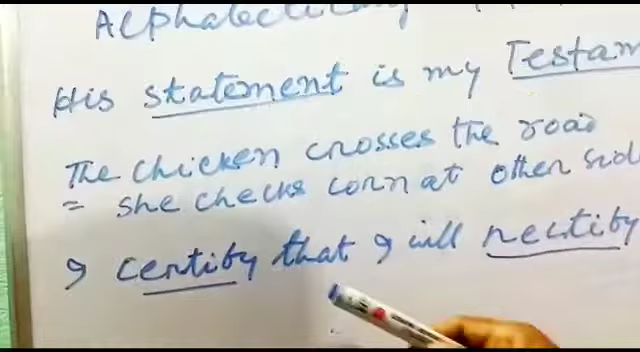 His statement is my Testam
The chicken crosses the road
= she checks corn at other sid
I certify that I will rectify